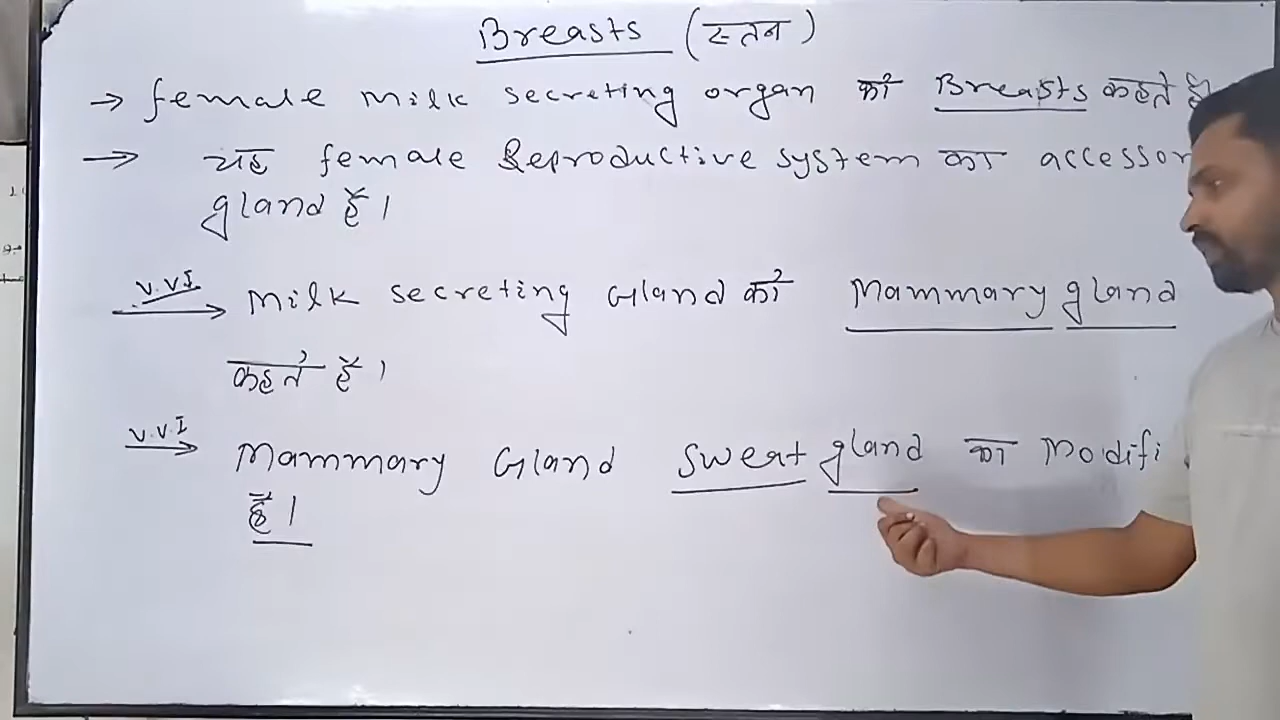 Breasts (स्तन)
→ female Milk secreting organ को Breasts कहते हैं
→ यह female Reproductive system का accessor
gland हैं।
V.V.I
→ Milk secreting Gland को Mammary gland
कहते हैं।
V.V.I
→ Mammary Gland sweat gland का Modifi
है।